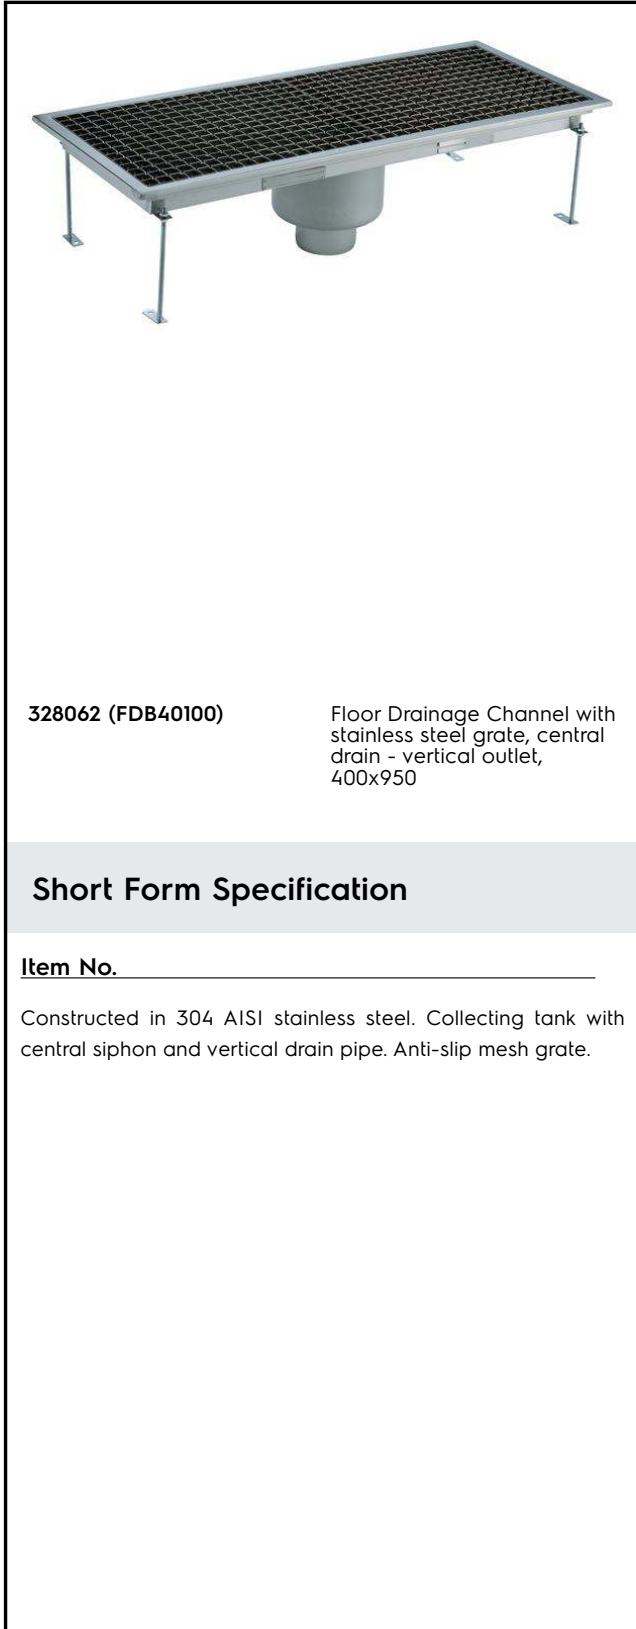 328062 (FDB40100)
Floor Drainage Channel with
stainless steel grate, central
drain - vertical outlet,
400x950
Short Form Specification
Item No.
Constructed in 304 AISI stainless steel. Collecting tank with
central siphon and vertical drain pipe. Anti-slip mesh grate.